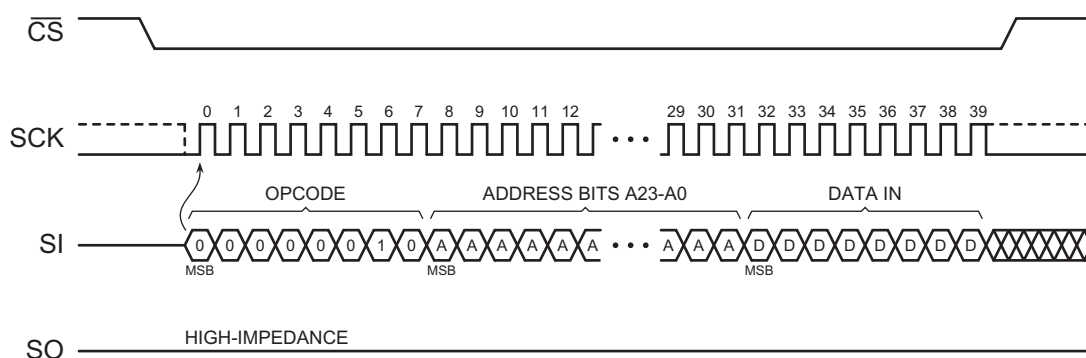 CS
SCK
0 1 2 3 4 5 6 7 8 9 10 11 12 • • • 29 30 31 32 33 34 35 36 37 38 39
OPCODE ADDRESS BITS A23-A0 DATA IN
SI
0 0 0 0 0 0 1 0 A A A A A A • • • A A A D D D D D D D D
MSB MSB MSB
HIGH-IMPEDANCE
SO